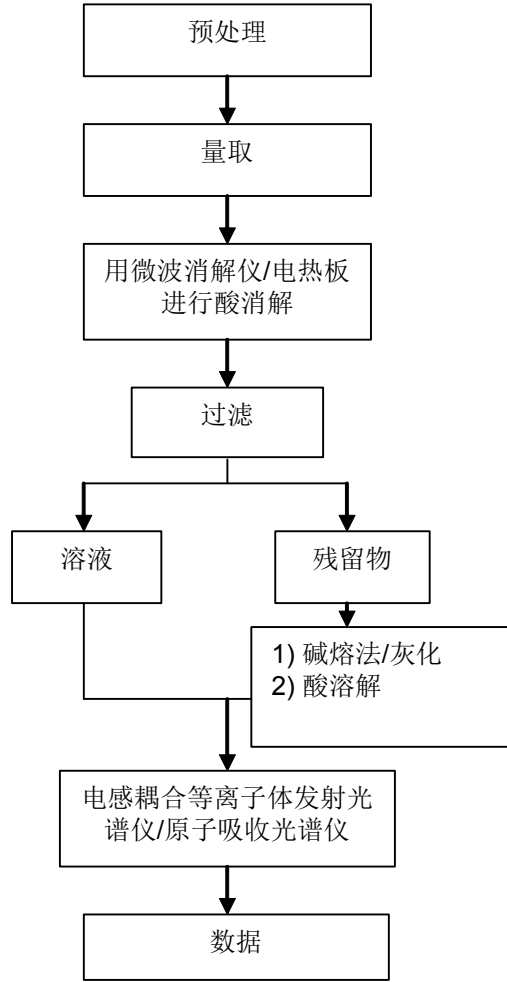 预处理
量取
用微波消解仪/电热板
进行酸消解
过滤
溶液
残留物
1) 碱熔法/灰化
2) 酸溶解
电感耦合等离子体发射光
谱仪/原子吸收光谱仪
数据